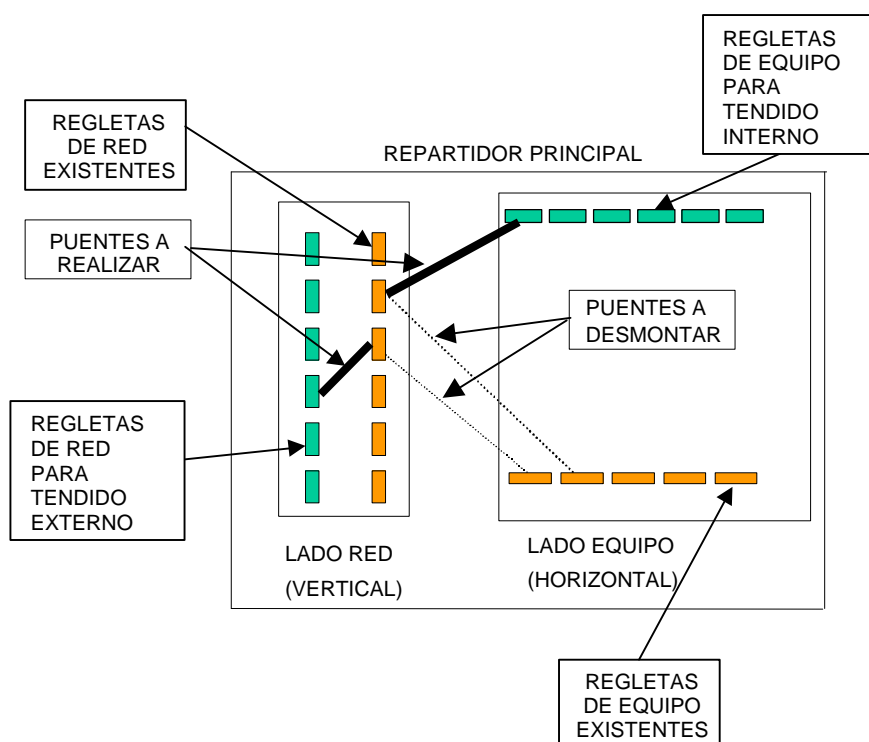 REGLETAS
DE EQUIPO
PARA
TENDIDO
INTERNO
REGLETAS
DE RED
EXISTENTES
REPARTIDOR PRINCIPAL
PUENTES A
REALIZAR
PUENTES A
DESMONTAR
REGLETAS
DE RED
PARA
TENDIDO
EXTERNO
LADO RED
(VERTICAL)
LADO EQUIPO
(HORIZONTAL)
REGLETAS
DE EQUIPO
EXISTENTES